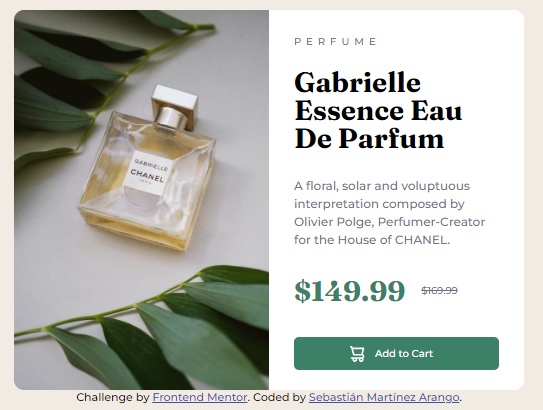 PERFUME
Gabrielle
Essence Eau
De Parfum
A floral, solar and voluptuous
interpretation composed by
Olivier Polge, Perfumer-Creator
for the House of CHANEL.
$149.99 $169.99
Add to Cart
GABRIELLE
CHANEL
PARIS
Challenge by Frontend Mentor. Coded by Sebastián Martínez Arango.